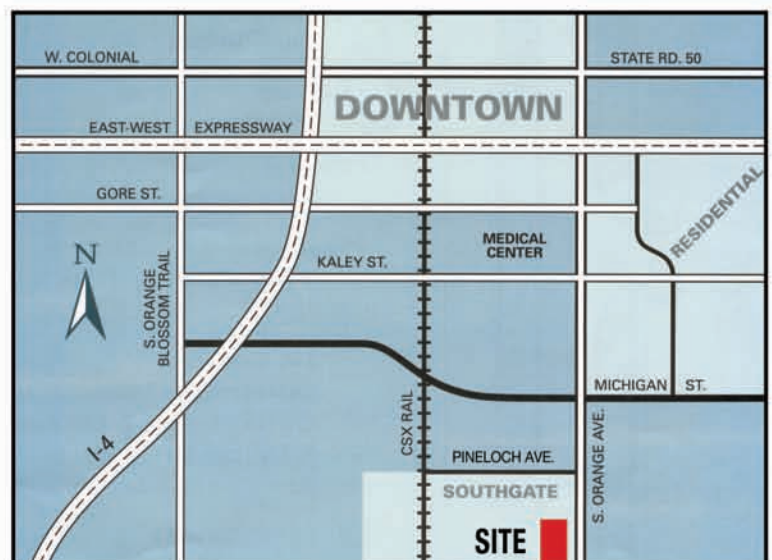 W. COLONIAL
STATE RD. 50
DOWNTOWN
EAST-WEST EXPRESSWAY
GORE ST.
RESIDENTIAL
MEDICAL
CENTER
N
KALEY ST.
S. ORANGE
BLOSSOM TRAIL
MICHIGAN ST.
I-4
CSX RAIL
PINELOCH AVE.
S. ORANGE AVE.
SOUTHGATE
SITE